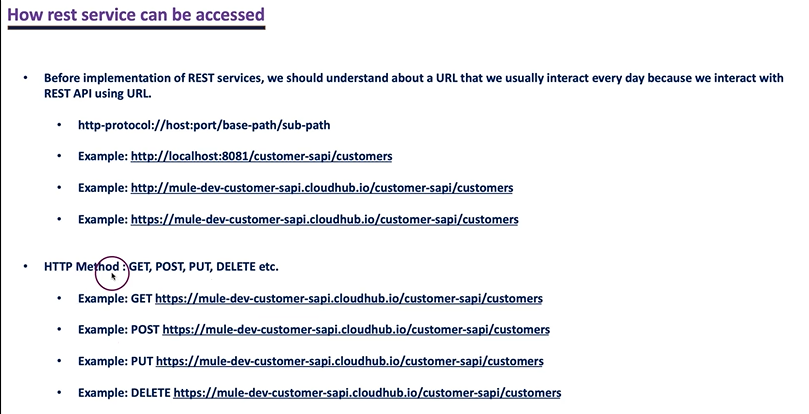 How rest service can be accessed
• Before implementation of REST services, we should understand about a URL that we usually interact every day because we interact with
REST API using URL.
• http-protocol://host:port/base-path/sub-path
• Example: http://localhost:8081/customer-sapi/customers
• Example: http://mule-dev-customer-sapi.cloudhub.io/customer-sapi/customers
• Example: https://mule-dev-customer-sapi.cloudhub.io/customer-sapi/customers
• HTTP Method : GET, POST, PUT, DELETE etc.
• Example: GET https://mule-dev-customer-sapi.cloudhub.io/customer-sapi/customers
• Example: POST https://mule-dev-customer-sapi.cloudhub.io/customer-sapi/customers
• Example: PUT https://mule-dev-customer-sapi.cloudhub.io/customer-sapi/customers
• Example: DELETE https://mule-dev-customer-sapi.cloudhub.io/customer-sapi/customers